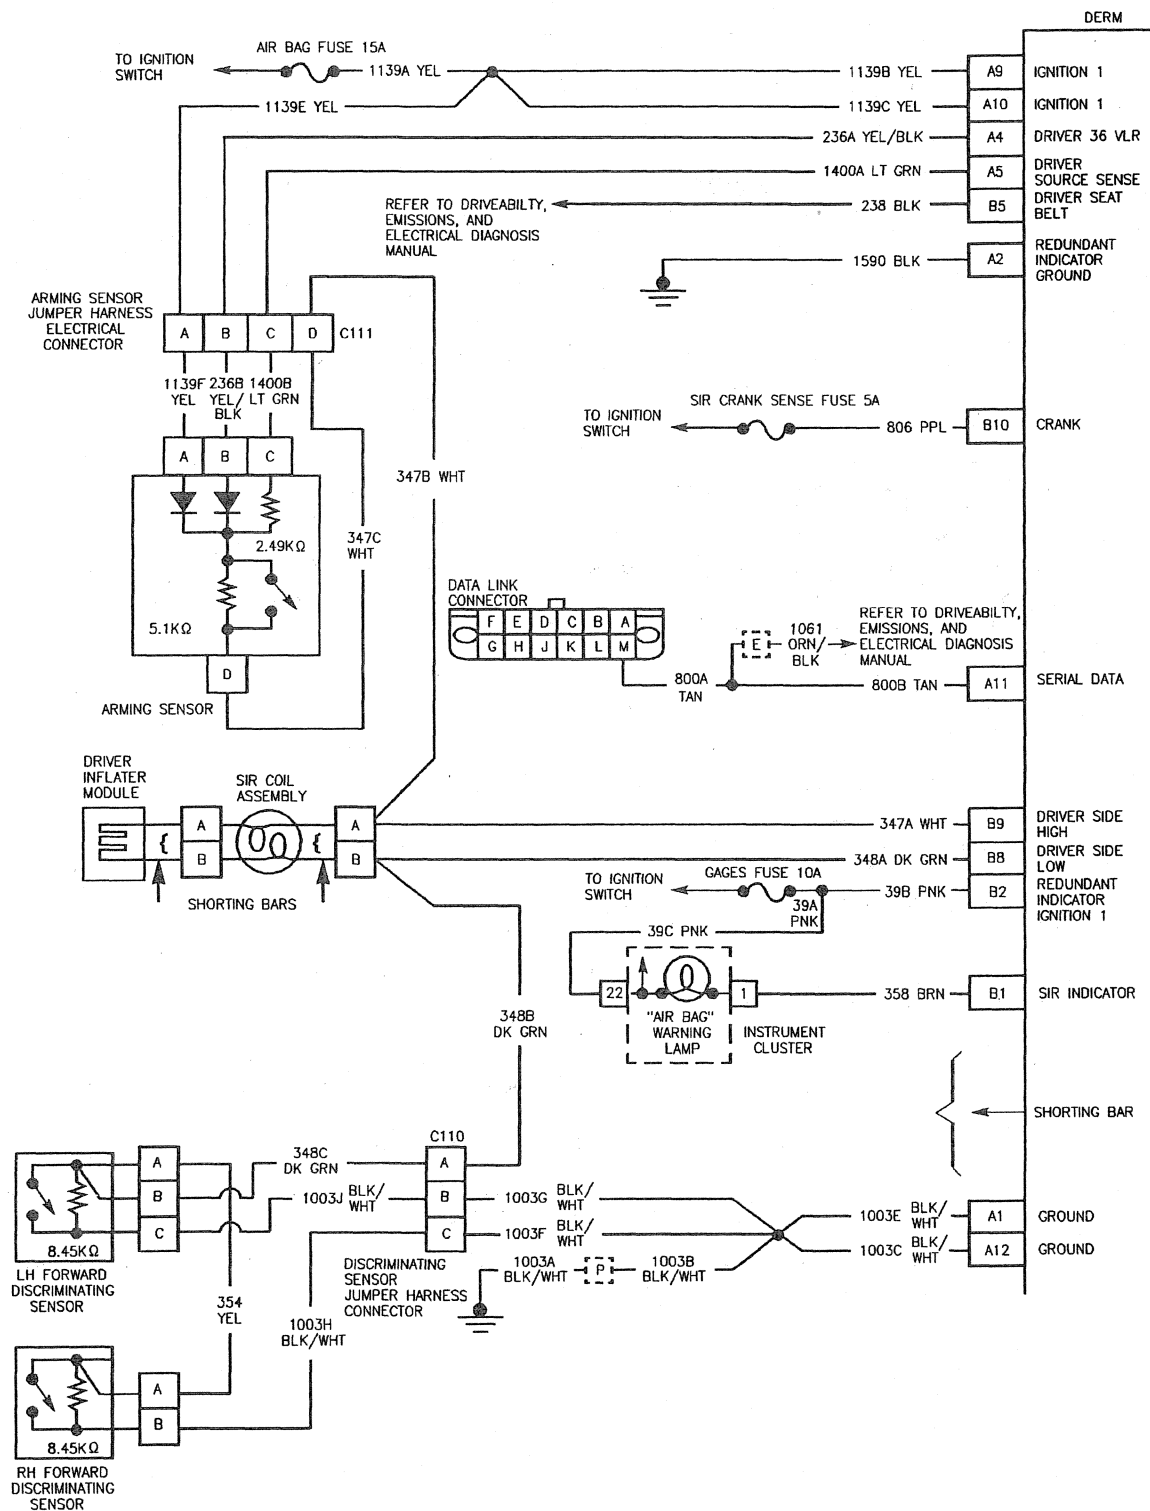 DERM
AIR BAG FUSE 15A
TO IGNITION
SWITCH
1139A YEL
1139B YEL
A9
IGNITION 1
1139E YEL
1139C YEL
A10
IGNITION 1
236A YEL/BLK
A4
DRIVER 36 VLR
1400A LT GRN
A5
DRIVER
SOURCE SENSE
REFER TO DRIVEABILTY,
EMISSIONS, AND
ELECTRICAL DIAGNOSIS
MANUAL
238 BLK
B5
DRIVER SEAT
BELT
1590 BLK
A2
REDUNDANT
INDICATOR
GROUND
ARMING SENSOR
JUMPER HARNESS
ELECTRICAL
CONNECTOR
A B C D C111
1139F
YEL
236B
YEL/
BLK
1400B
LT GRN
SIR CRANK SENSE FUSE 5A
TO IGNITION
SWITCH
806 PPL
B10
CRANK
A B C
347B WHT
347C
WHT
2.49KΩ
5.1KΩ
D
ARMING SENSOR
DATA LINK
CONNECTOR
F E D C B A
G H J K L M
E
1061
ORN/
BLK
REFER TO DRIVEABILTY,
EMISSIONS, AND
ELECTRICAL DIAGNOSIS
MANUAL
800A
TAN
800B TAN
A11
SERIAL DATA
DRIVER
INFLATER
MODULE
SIR COIL
ASSEMBLY
A
B
A
B
SHORTING BARS
347A WHT
B9
DRIVER SIDE
HIGH
348A DK GRN
B8
DRIVER SIDE
LOW
GAGES FUSE 10A
TO IGNITION
SWITCH
39A
PNK
39B PNK
B2
REDUNDANT
INDICATOR
IGNITION 1
39C PNK
22
1
"AIR BAG"
WARNING
LAMP
INSTRUMENT
CLUSTER
358 BRN
B1
SIR INDICATOR
348B
DK GRN
SHORTING BAR
C110
A
B
C
348C
DK GRN
1003J BLK/
WHT
1003G BLK/
WHT
1003F BLK/
WHT
1003E BLK/
WHT
A1
GROUND
1003C BLK/
WHT
A12
GROUND
A
B
C
8.45KΩ
LH FORWARD
DISCRIMINATING
SENSOR
DISCRIMINATING
SENSOR
JUMPER HARNESS
CONNECTOR
1003A
BLK/WHT
P
1003B
BLK/WHT
354
YEL
1003H
BLK/WHT
A
B
8.45KΩ
RH FORWARD
DISCRIMINATING
SENSOR